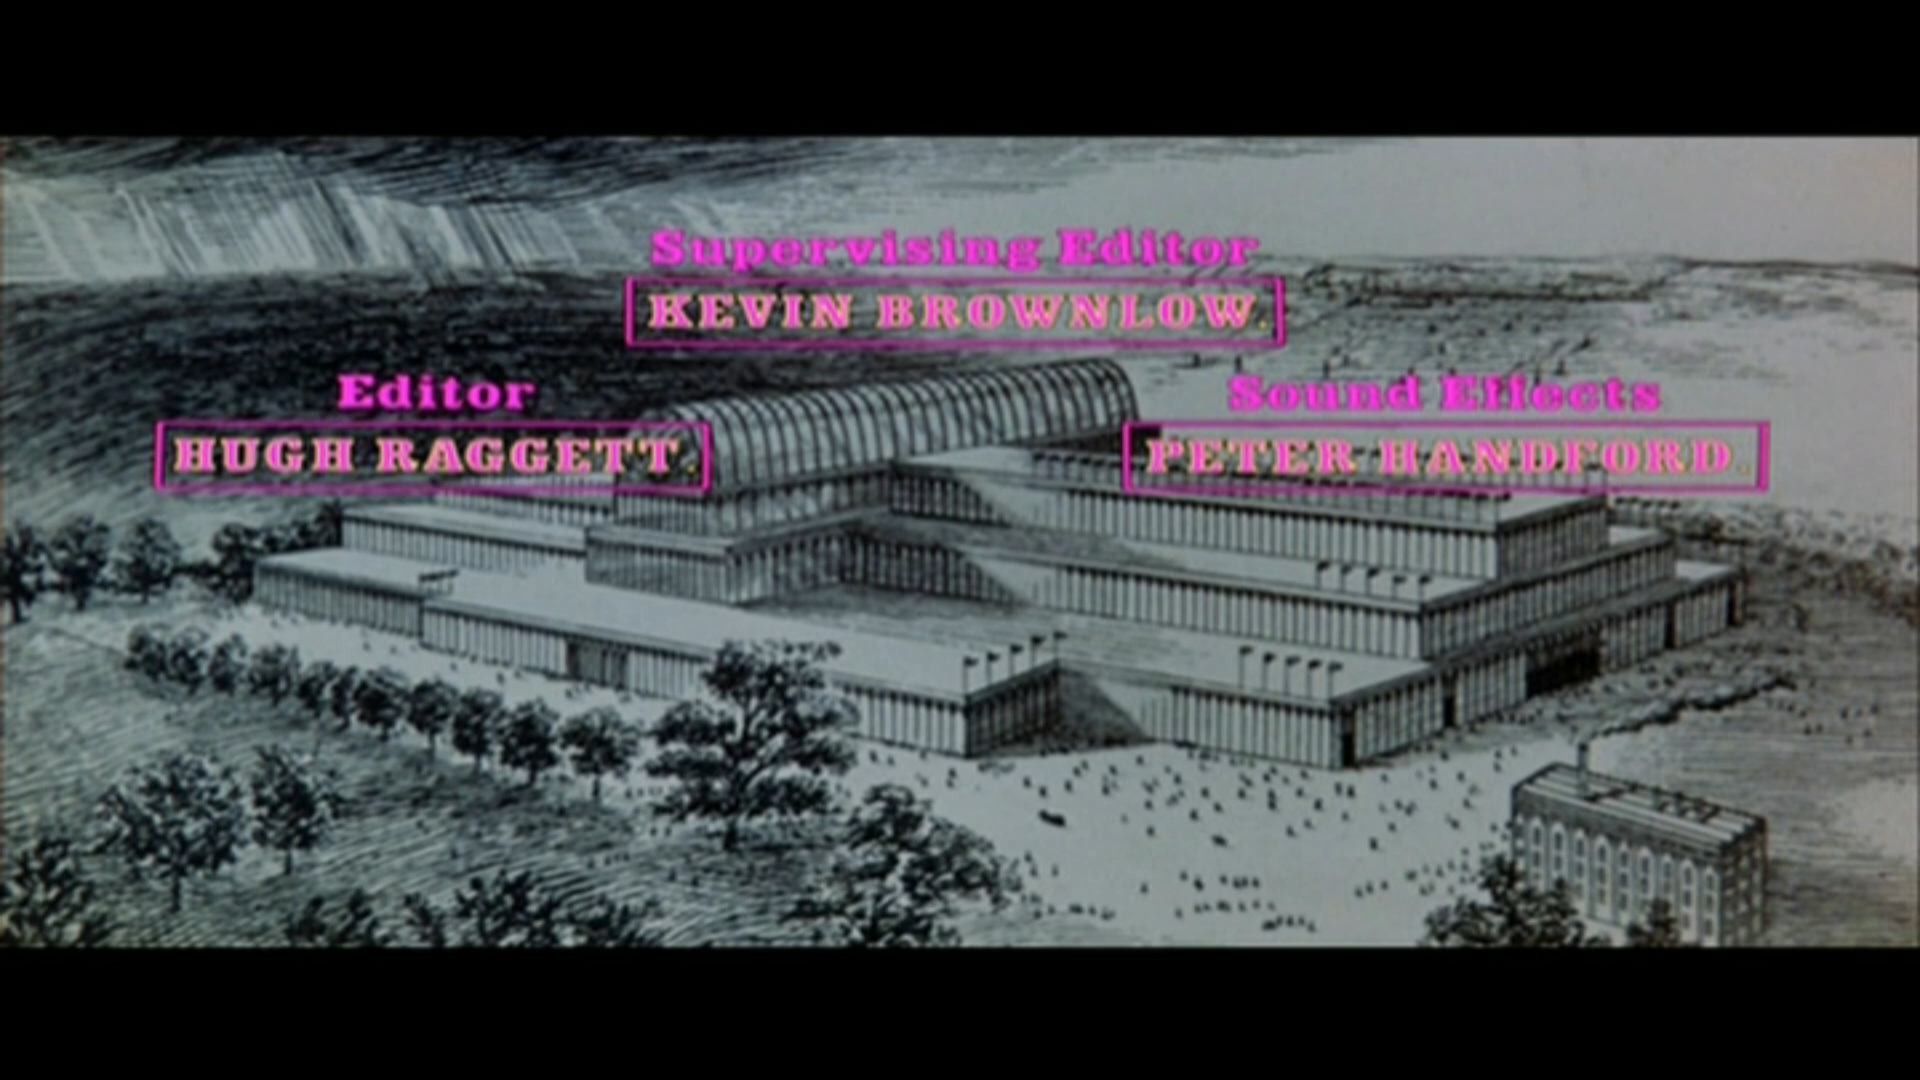 Supervising Editor
KEVIN BROWNLOW.
Editor
HUGH RAGGETT.
Sound Effects
PETER HANDFORD.